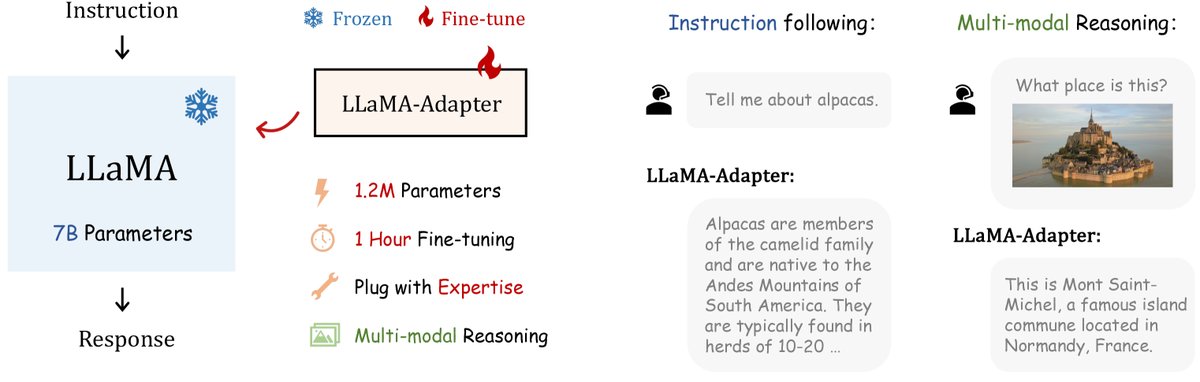 Instruction
LLaMA
7B Parameters
Response
Frozen
Fine-tune
LLaMA-Adapter
1.2M Parameters
1 Hour Fine-tuning
Plug with Expertise
Multi-modal Reasoning
Instruction following:
Tell me about alpacas.
LLaMA-Adapter:
Alpacas are members
of the camelid family
and are native to the
Andes Mountains of
South America. They
are typically found in
herds of 10-20 ...
Multi-modal Reasoning:
What place is this?
LLaMA-Adapter:
This is Mont Saint-
Michel, a famous island
commune located in
Normandy, France.